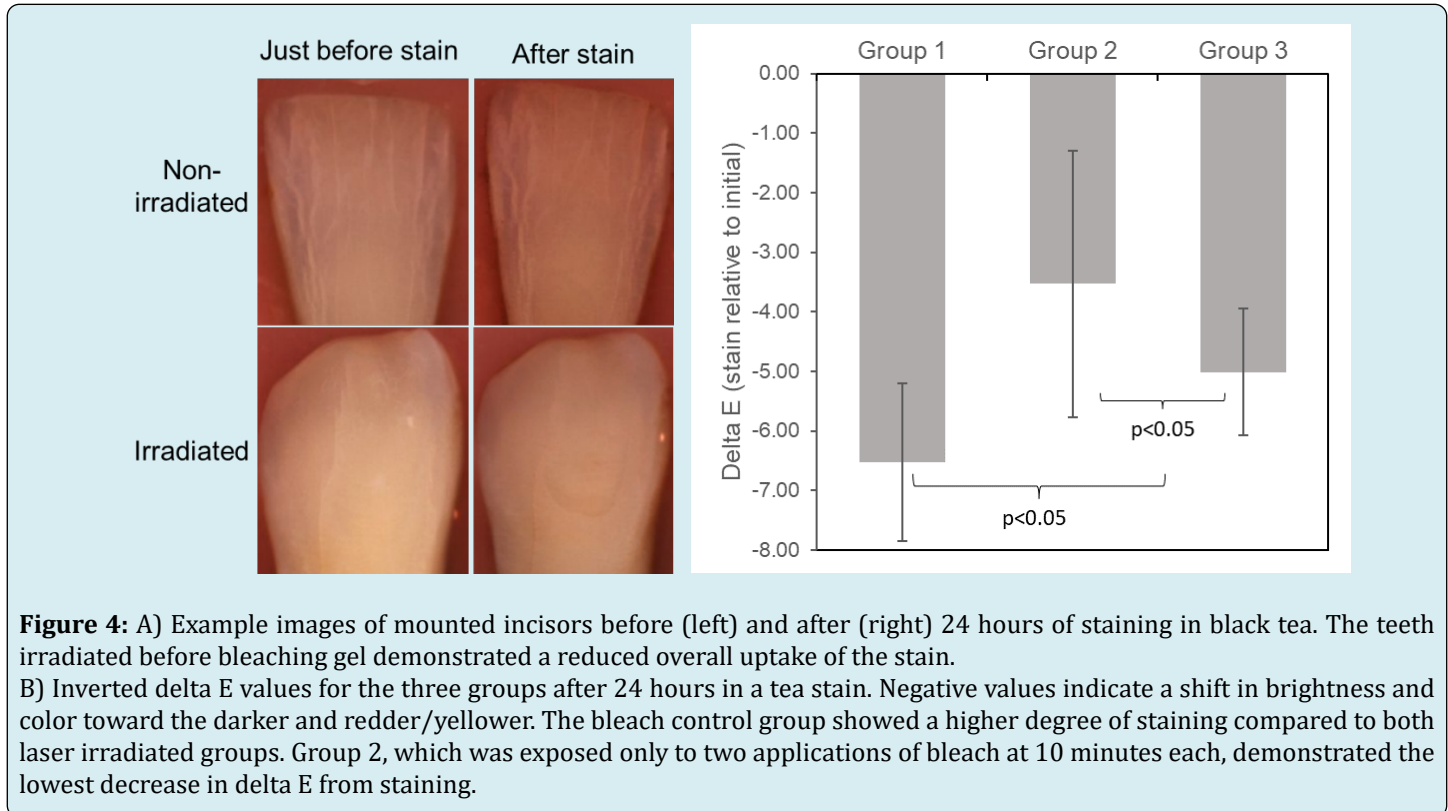 Just before stain
After stain
Non-
irradiated
Irradiated
Group 1 Group 2 Group 3
0.00
-1.00
-2.00
-3.00
-4.00
-5.00
-6.00
-7.00
-8.00
Delta E (stain relative to initial)
p<0.05
p<0.05
Figure 4: A) Example images of mounted incisors before (left) and after (right) 24 hours of staining in black tea. The teeth
irradiated before bleaching gel demonstrated a reduced overall uptake of the stain.
B) Inverted delta E values for the three groups after 24 hours in a tea stain. Negative values indicate a shift in brightness and
color toward the darker and redder/yellower. The bleach control group showed a higher degree of staining compared to both
laser irradiated groups. Group 2, which was exposed only to two applications of bleach at 10 minutes each, demonstrated the
lowest decrease in delta E from staining.